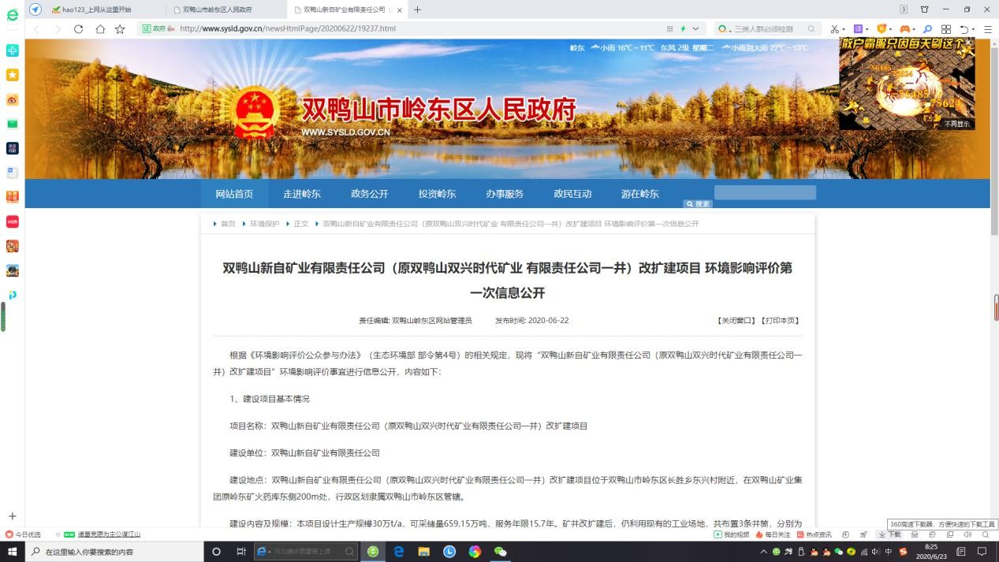 hao123_上网从这里开始
双鸭山市岭东区人民政府
双鸭山新自矿业有限责任公司（
3
证 政府
http://www.sysld.gov.cn/newsHtmlPage/20200622/19237.html
三类人群必须检测
双鸭山市岭东区人民政府
WWW.SYSLD.GOV.CN
岭东 小雨 16℃～11℃ 东风 2级 星期二 小雨到大雨 22℃～13℃
散户霸服只因每天刷这个
不再显示
网站首页 走进岭东 政务公开 投资岭东 办事服务 政民互动 游在岭东
搜索
首页 环境保护 正文 双鸭山新自矿业有限责任公司（原双鸭山双兴时代矿业 有限责任公司一井）改扩建项目 环境影响评价第一次信息公开
双鸭山新自矿业有限责任公司（原双鸭山双兴时代矿业 有限责任公司一井）改扩建项目 环境影响评价第
一次信息公开
责任编辑: 双鸭山岭东区网站管理员 发布时间: 2020-06-22 【关闭窗口】【打印本页】
根据《环境影响评价公众参与办法》（生态环境部 部令第4号）的相关规定，现将“双鸭山新自矿业有限责任公司（原双鸭山双兴时代矿业有限责任公司一
井）改扩建项目”环境影响评价事宜进行信息公开，内容如下：
1、建设项目基本情况
项目名称：双鸭山新自矿业有限责任公司（原双鸭山双兴时代矿业有限责任公司一井）改扩建项目
建设单位：双鸭山新自矿业有限责任公司
建设地点：双鸭山新自矿业有限责任公司（原双鸭山双兴时代矿业有限责任公司一井）改扩建项目位于双鸭山市岭东区长胜乡东兴村附近，在双鸭山矿业集
团原岭东矿火药库东侧200m处，行政区划隶属双鸭山市岭东区管辖。
建设内容及规模：本项目设计生产规模30万t/a，可采储量659.15万吨，服务年限15.7年。矿井改扩建后，仍利用现有的工业场地，共布置3条井筒，分别为
360高速下载器，方便快速的下载工具
今日优选
NEW 诸葛亮愿为主公谋江山
我的视频 每日关注 热点资讯 下载
在这里输入你要搜索的内容
中
8:25
2020/6/23